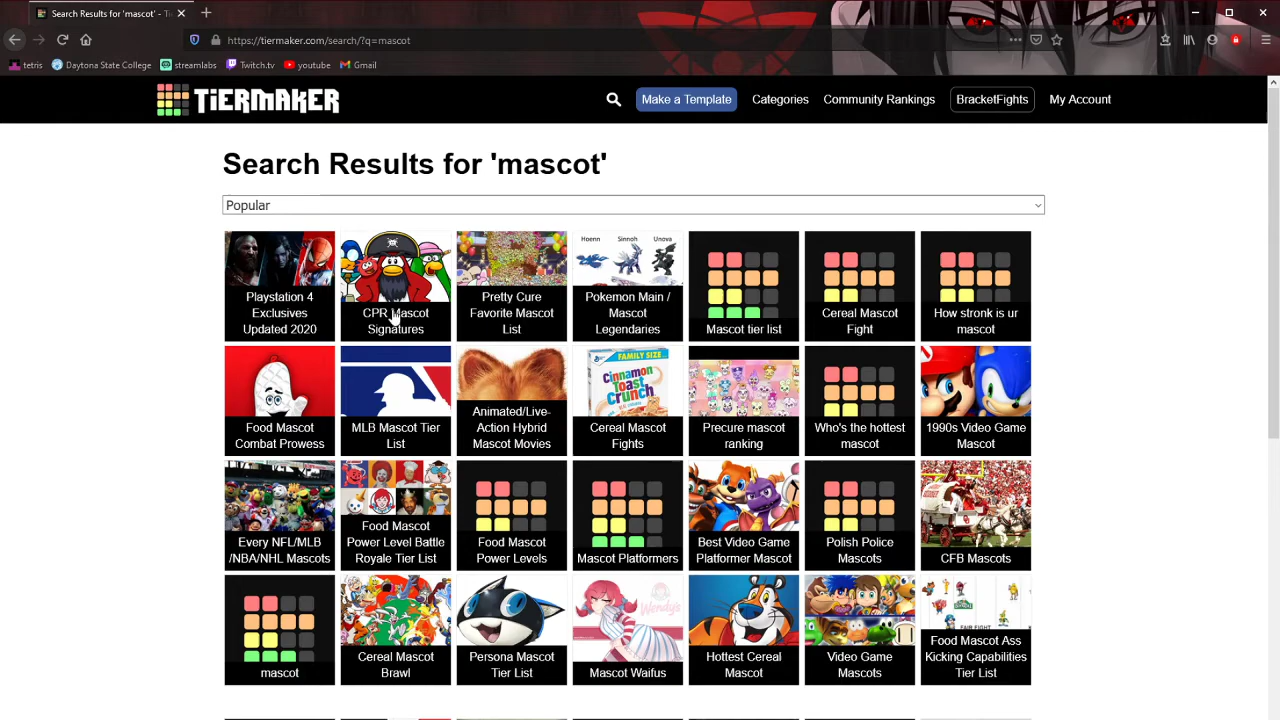 Search Results for 'mascot' - Ti
https://tiermaker.com/search/?q=mascot
tetris
Daytona State College
streamlabs
Twitch.tv
youtube
Gmail
TiERMAKER
Make a Template
Categories
Community Rankings
BracketFights
My Account
Search Results for 'mascot'
Popular
Playstation 4
Exclusives
Updated 2020
CPR Mascot
Signatures
Pretty Cure
Favorite Mascot
List
Hoenn
Sinnoh
Unova
Pokemon Main /
Mascot
Legendaries
Mascot tier list
Cereal Mascot
Fight
How stronk is ur
mascot
Food Mascot
Combat Prowess
MLB Mascot Tier
List
Animated/Live-
Action Hybrid
Mascot Movies
FAMILY SIZE
Cinnamon
Toast
Crunch
Cereal Mascot
Fights
Precure mascot
ranking
Who's the hottest
mascot
1990s Video Game
Mascot
Every NFL/MLB
/NBA/NHL Mascots
Food Mascot
Power Level Battle
Royale Tier List
Food Mascot
Power Levels
Mascot Platformers
Best Video Game
Platformer Mascot
Polish Police
Mascots
CFB Mascots
mascot
Cereal Mascot
Brawl
Persona Mascot
Tier List
Wendy's
Mascot Waifus
Hottest Cereal
Mascot
Video Game
Mascots
FAIR FIGHT
Food Mascot Ass
Kicking Capabilities
Tier List